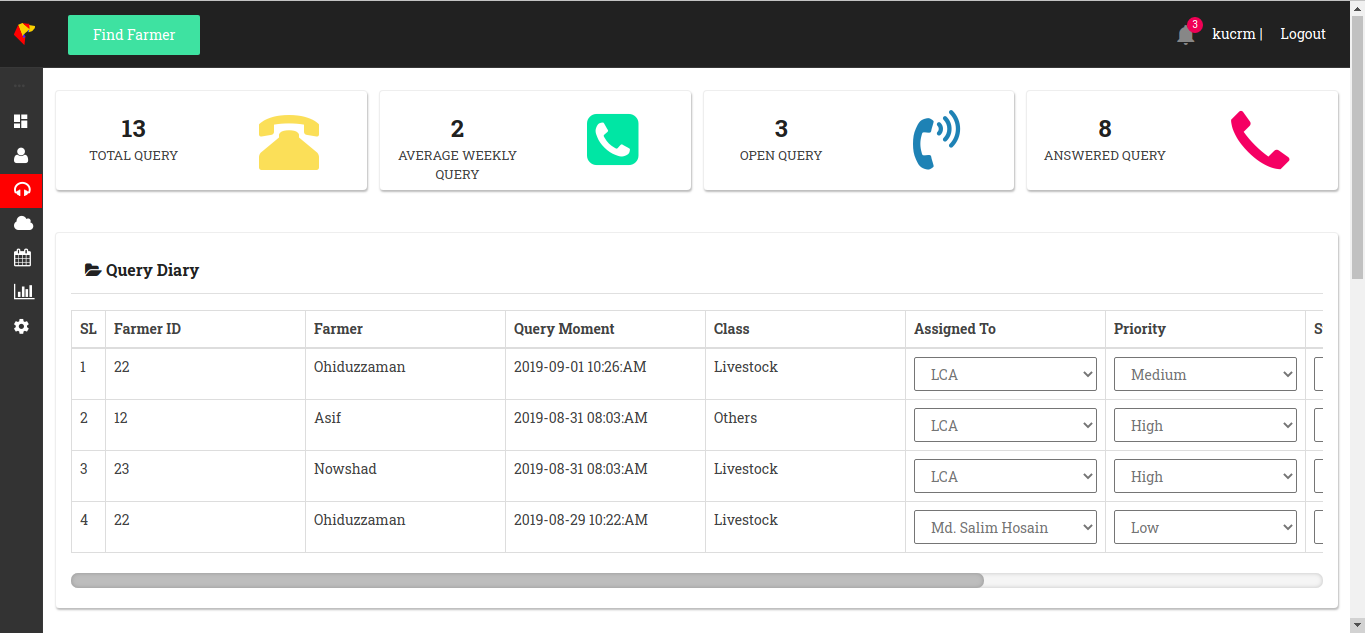 Find Farmer
3
kucrm |
Logout
...
13
TOTAL QUERY
2
AVERAGE WEEKLY
QUERY
3
OPEN QUERY
8
ANSWERED QUERY
Query Diary
SL Farmer ID Farmer Query Moment Class Assigned To Priority S
1 22 Ohiduzzaman 2019-09-01 10:26:AM Livestock LCA Medium
2 12 Asif 2019-08-31 08:03:AM Others LCA High
3 23 Nowshad 2019-08-31 08:03:AM Livestock LCA High
4 22 Ohiduzzaman 2019-08-29 10:22:AM Livestock Md. Salim Hosain Low